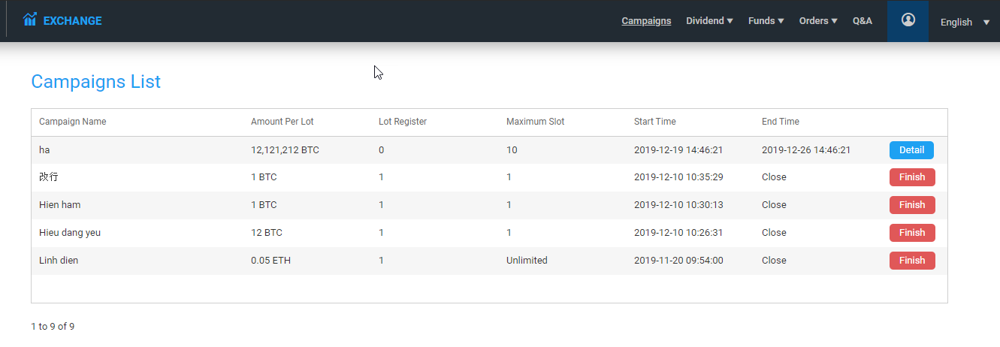 EXCHANGE Campaigns Dividend Funds Orders Q&A English
Campaigns List
Campaign Name Amount Per Lot Lot Register Maximum Slot Start Time End Time
ha 12,121,212 BTC 0 10 2019-12-19 14:46:21 2019-12-26 14:46:21 Detail
改行 1 BTC 1 1 2019-12-10 10:35:29 Close Finish
Hien ham 1 BTC 1 1 2019-12-10 10:30:13 Close Finish
Hieu dang yeu 12 BTC 1 1 2019-12-10 10:26:31 Close Finish
Linh dien 0.05 ETH 1 Unlimited 2019-11-20 09:54:00 Close Finish
1 to 9 of 9